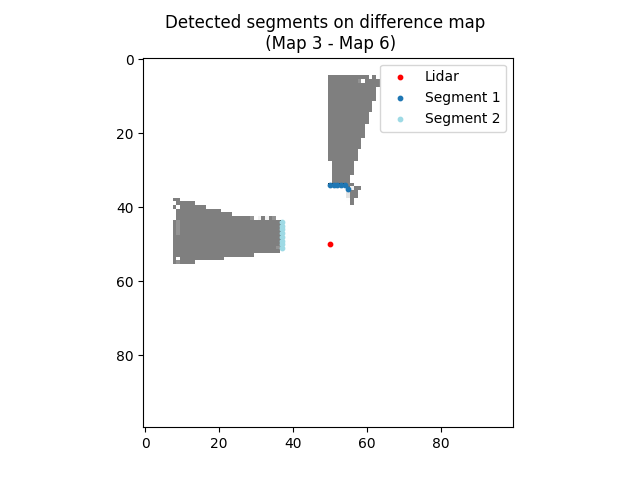 Detected segments on difference map
(Map 3 - Map 6)
Lidar
Segment 1
Segment 2
0
20
40
60
80
0 20 40 60 80